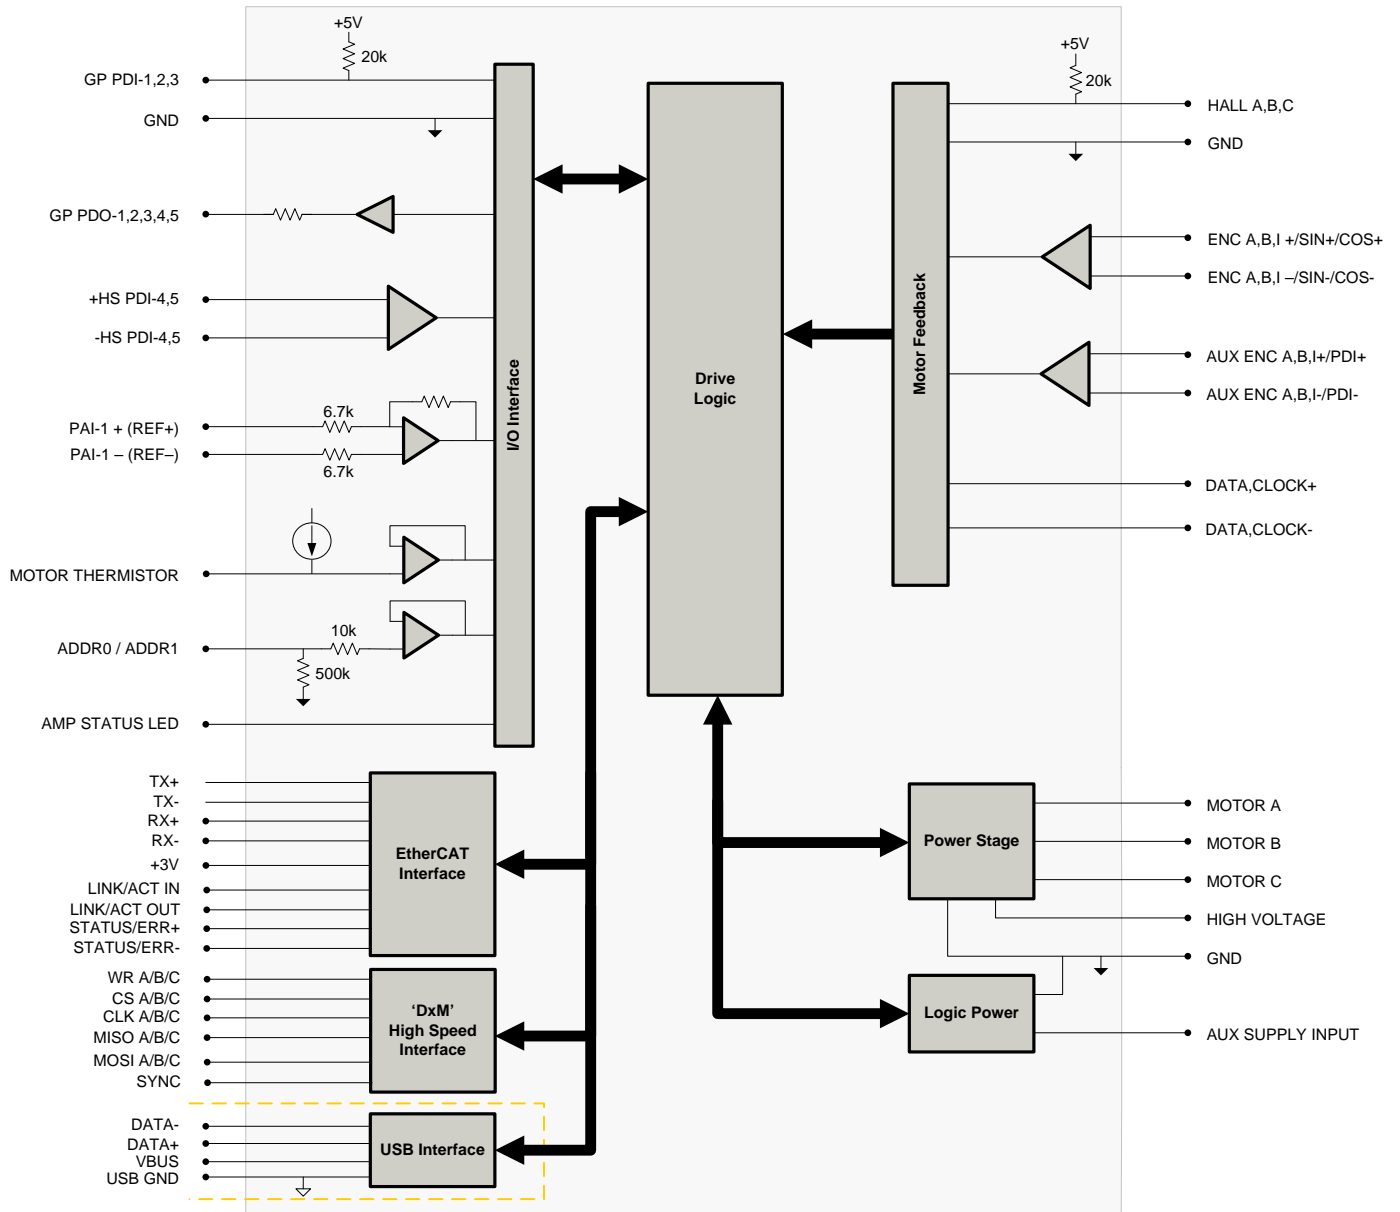 +5V
20k
GP PDI-1,2,3
GND
GP PDO-1,2,3,4,5
+HS PDI-4,5
-HS PDI-4,5
6.7k
PAI-1 + (REF+)
PAI-1 – (REF–)
6.7k
MOTOR THERMISTOR
10k
ADDR0 / ADDR1
500k
AMP STATUS LED
I/O Interface
Drive
Logic
Motor Feedback
+5V
20k
HALL A,B,C
GND
ENC A,B,I +/SIN+/COS+
ENC A,B,I –/SIN-/COS-
AUX ENC A,B,I+/PDI+
AUX ENC A,B,I-/PDI-
DATA,CLOCK+
DATA,CLOCK-
TX+
TX-
RX+
RX-
+3V
LINK/ACT IN
LINK/ACT OUT
STATUS/ERR+
STATUS/ERR-
EtherCAT
Interface
WR A/B/C
CS A/B/C
CLK A/B/C
MISO A/B/C
MOSI A/B/C
SYNC
‘DxM’
High Speed
Interface
DATA-
DATA+
VBUS
USB GND
USB Interface
Power Stage
MOTOR A
MOTOR B
MOTOR C
HIGH VOLTAGE
GND
Logic Power
AUX SUPPLY INPUT